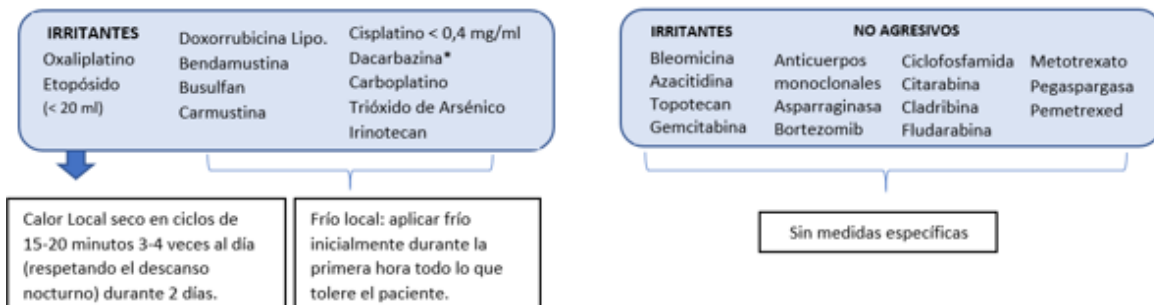 IRRITANTES
Oxaliplatino
Etopósido
(< 20 ml)
Doxorrubicina Lipo.
Bendamustina
Busulfan
Carmustina
Cisplatino < 0,4 mg/ml
Dacarbazina*
Carboplatino
Trióxido de Arsénico
Irinotecan
Calor Local seco en ciclos de
15-20 minutos 3-4 veces al día
(respetando el descanso
nocturno) durante 2 días.
Frío local: aplicar frío
inicialmente durante la
primera hora todo lo que
tolere el paciente.
IRRITANTES
Bleomicina
Azacitidina
Topotecan
Gemcitabina
NO AGRESIVOS
Anticuerpos
monoclonales
Asparraginasa
Bortezomib
Ciclofosfamida
Citarabina
Cladribina
Fludarabina
Metotrexato
Pegaspargasa
Pemetrexed
Sin medidas específicas